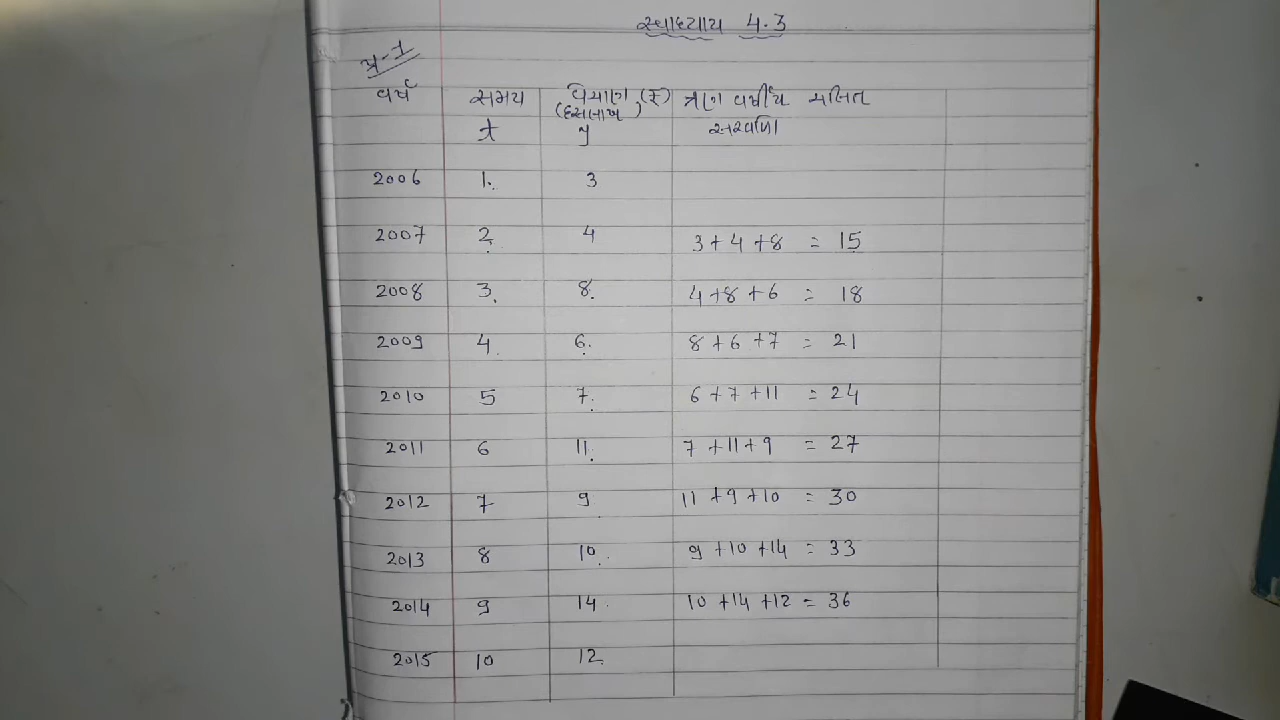 સ્વાધ્યાય 4.3
પ્ર-1
વર્ષ સમય વેચાણ (રૂ) ત્રણ વર્ષીય ચલિત
t (દસલાખ) y સરવાળા
2006 1. 3
2007 2 4 3+4+8 = 15
2008 3. 8. 4+8+6 = 18
2009 4 6. 8+6+7 = 21
2010 5 7. 6+7+11 = 24
2011 6 11. 7+11+9 = 27
2012 7 9 11+9+10 = 30
2013 8 10. 9+10+14 = 33
2014 9 14. 10+14+12 = 36
2015 10 12.